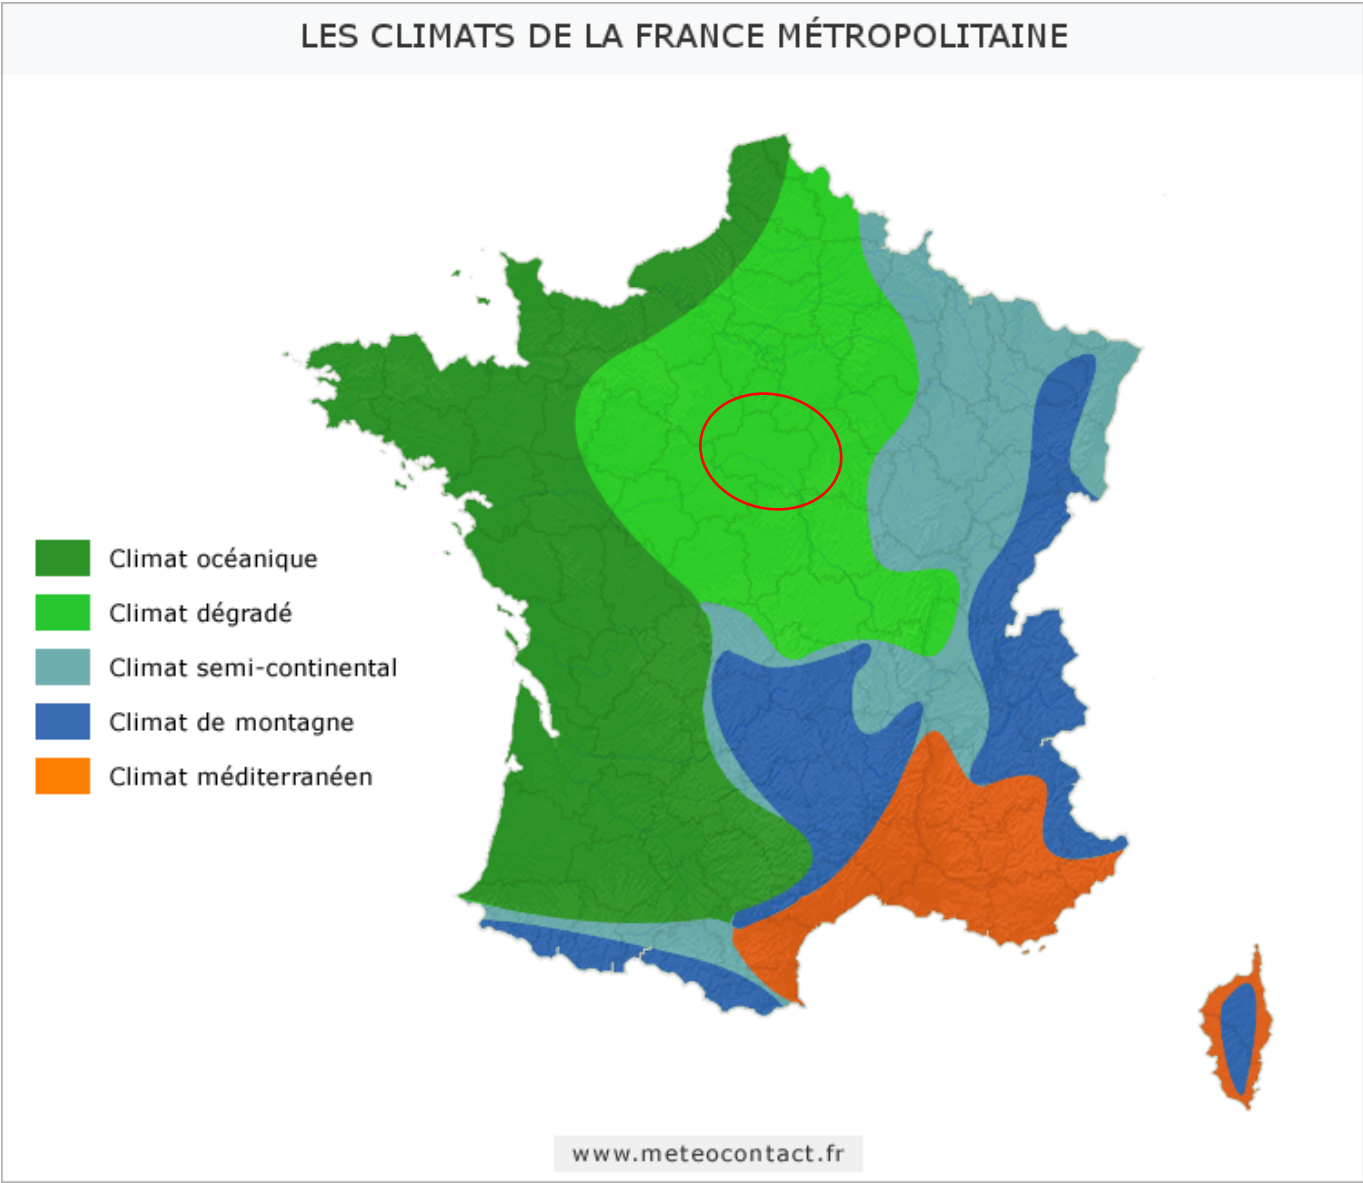 LES CLIMATS DE LA FRANCE MÉTROPOLITAINE
Climat océanique
Climat dégradé
Climat semi-continental
Climat de montagne
Climat méditerranéen
www.meteocontact.fr